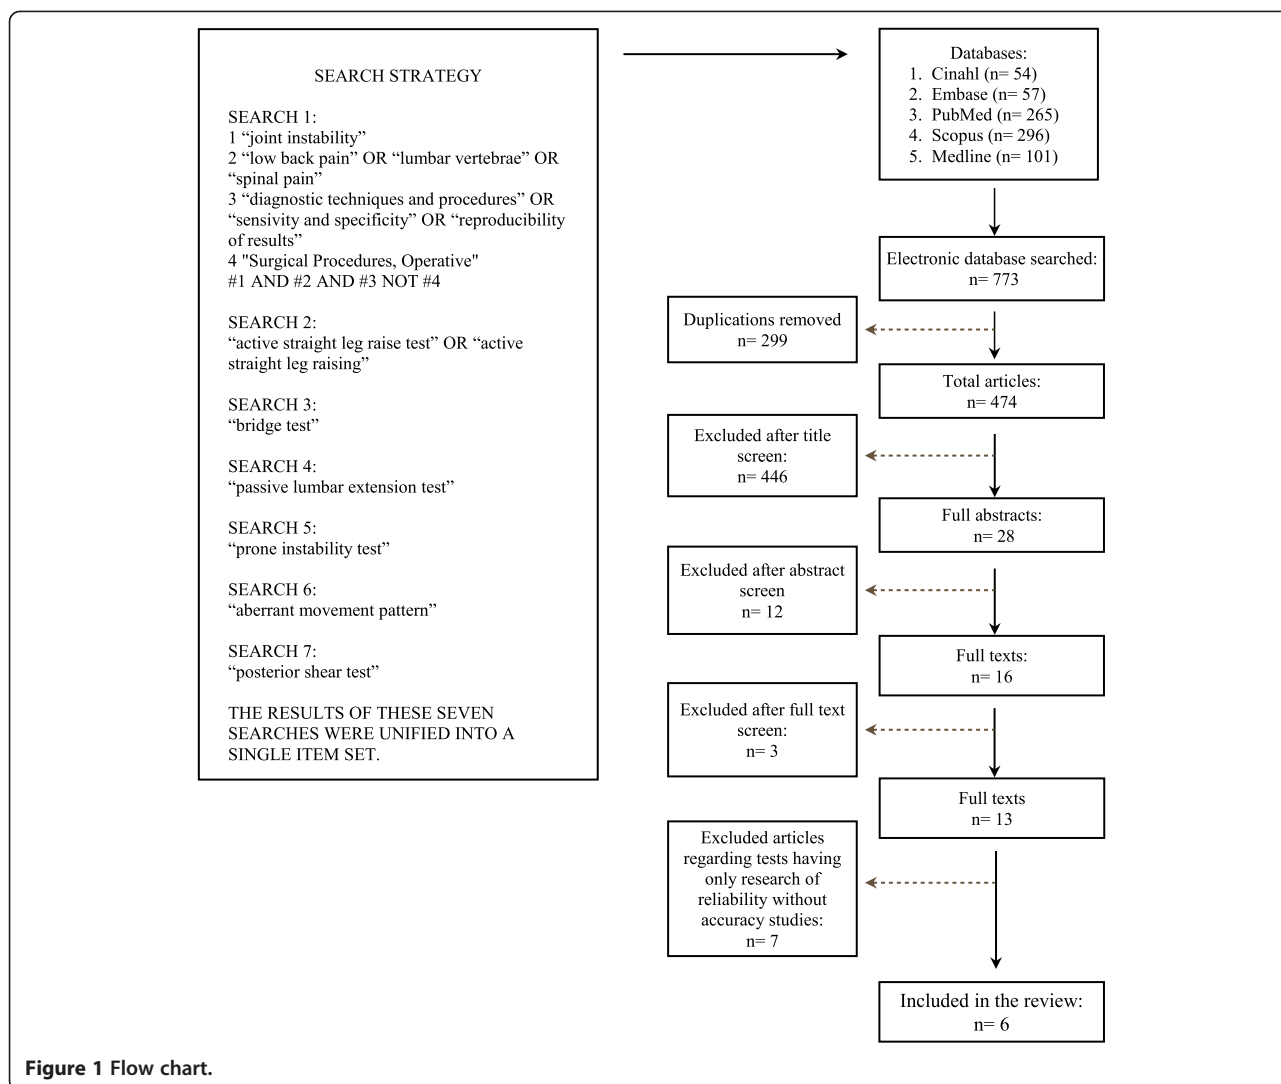 SEARCH STRATEGY
SEARCH 1:
1 “joint instability”
2 “low back pain” OR “lumbar vertebrae” OR
“spinal pain”
3 “diagnostic techniques and procedures” OR
“sensivity and specificity” OR “reproducibility
of results”
4 "Surgical Procedures, Operative"
#1 AND #2 AND #3 NOT #4
SEARCH 2:
“active straight leg raise test” OR “active
straight leg raising”
SEARCH 3:
“bridge test”
SEARCH 4:
“passive lumbar extension test”
SEARCH 5:
“prone instability test”
SEARCH 6:
“aberrant movement pattern”
SEARCH 7:
“posterior shear test”
THE RESULTS OF THESE SEVEN
SEARCHES WERE UNIFIED INTO A
SINGLE ITEM SET.
Databases:
1. Cinahl (n= 54)
2. Embase (n= 57)
3. PubMed (n= 265)
4. Scopus (n= 296)
5. Medline (n= 101)
Electronic database searched:
n= 773
Duplications removed
n= 299
Total articles:
n= 474
Excluded after title
screen:
n= 446
Full abstracts:
n= 28
Excluded after abstract
screen
n= 12
Full texts:
n= 16
Excluded after full text
screen:
n= 3
Full texts
n= 13
Excluded articles
regarding tests having
only research of
reliability without
accuracy studies:
n= 7
Included in the review:
n= 6
Figure 1 Flow chart.